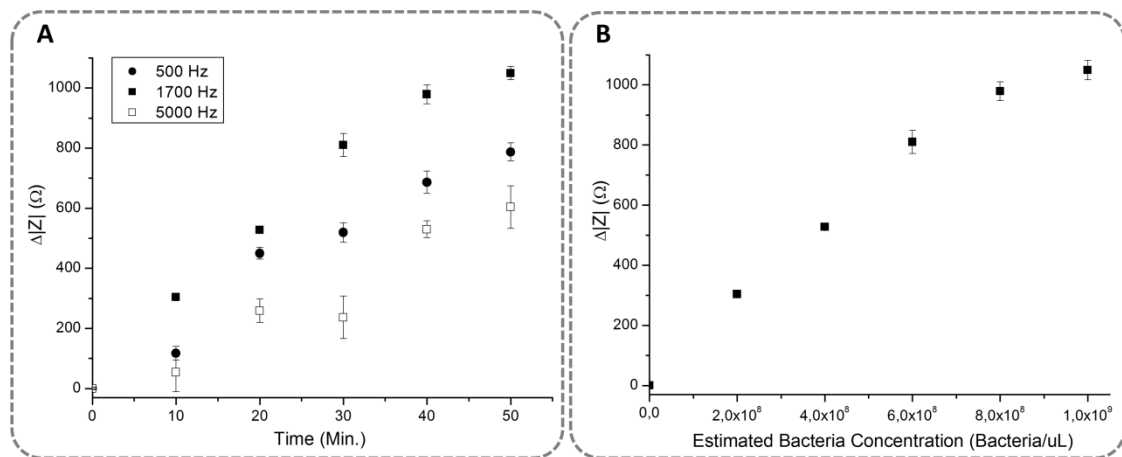 A
500 Hz
1700 Hz
5000 Hz
1000
800
600
400
200
0
Δ|Z| (Ω)
0 10 20 30 40 50
Time (Min.)
B
1000
800
600
400
200
0
Δ|Z| (Ω)
0,0 2,0x10⁸ 4,0x10⁸ 6,0x10⁸ 8,0x10⁸ 1,0x10⁹
Estimated Bacteria Concentration (Bacteria/uL)